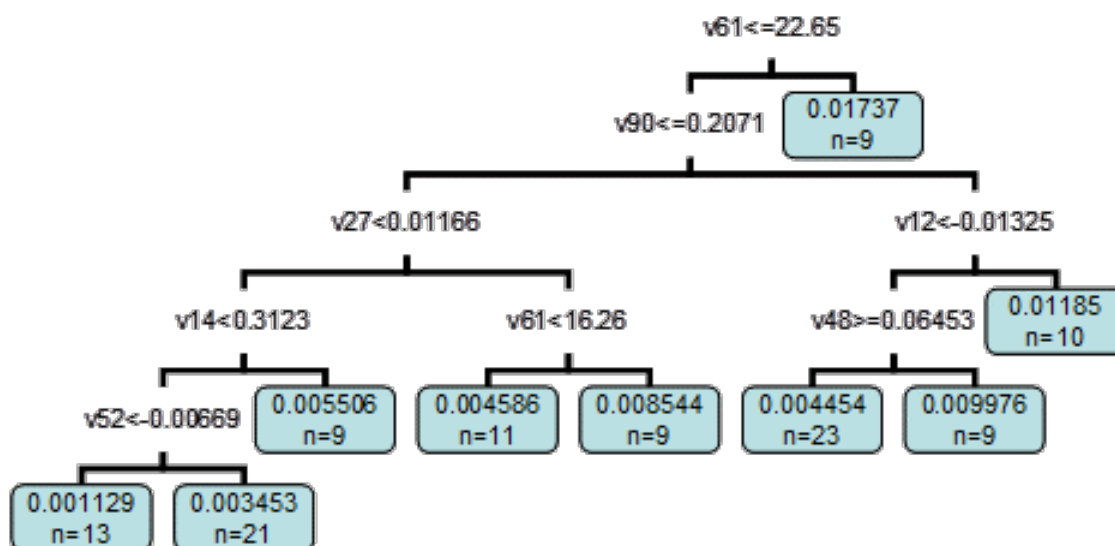 v61<=22.65
0.01737
n=9
v90<=0.2071
v27<0.01166
v12<-0.01325
v14<0.3123
v61<16.26
v48>=0.06453
0.01185
n=10
v52<-0.00669
0.005506
n=9
0.004586
n=11
0.008544
n=9
0.004454
n=23
0.009976
n=9
0.001129
n=13
0.003453
n=21